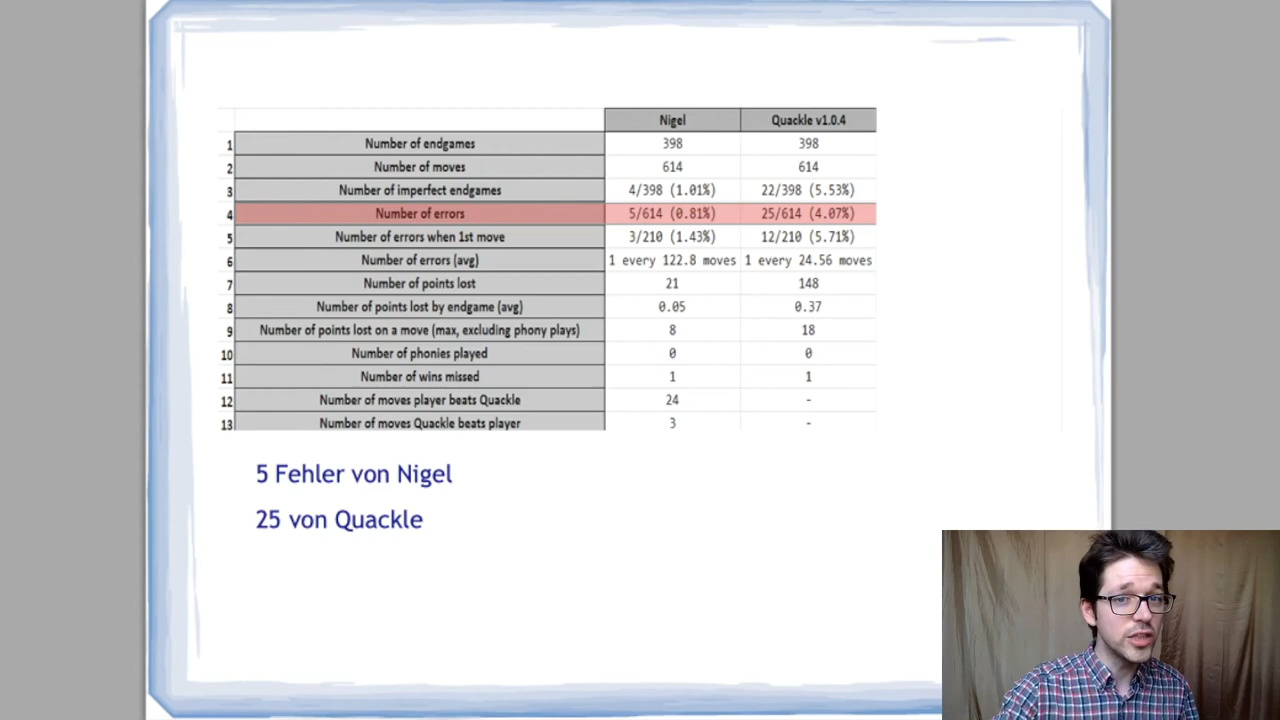 Nigel Quackle v1.0.4
1 Number of endgames 398 398
2 Number of moves 614 614
3 Number of imperfect endgames 4/398 (1.01%) 22/398 (5.53%)
4 Number of errors 5/614 (0.81%) 25/614 (4.07%)
5 Number of errors when 1st move 3/210 (1.43%) 12/210 (5.71%)
6 Number of errors (avg) 1 every 122.8 moves 1 every 24.56 moves
7 Number of points lost 21 148
8 Number of points lost by endgame (avg) 0.05 0.37
9 Number of points lost on a move (max, excluding phony plays) 8 18
10 Number of phonies played 0 0
11 Number of wins missed 1 1
12 Number of moves player beats Quackle 24 -
13 Number of moves Quackle beats player 3 -
5 Fehler von Nigel
25 von Quackle